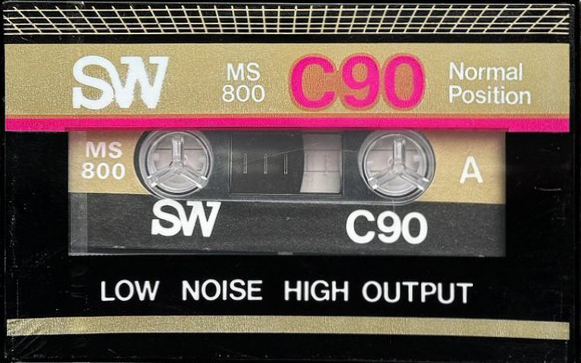 SW MS 800 C90 Normal Position
MS 800 A
SW C90
LOW NOISE HIGH OUTPUT